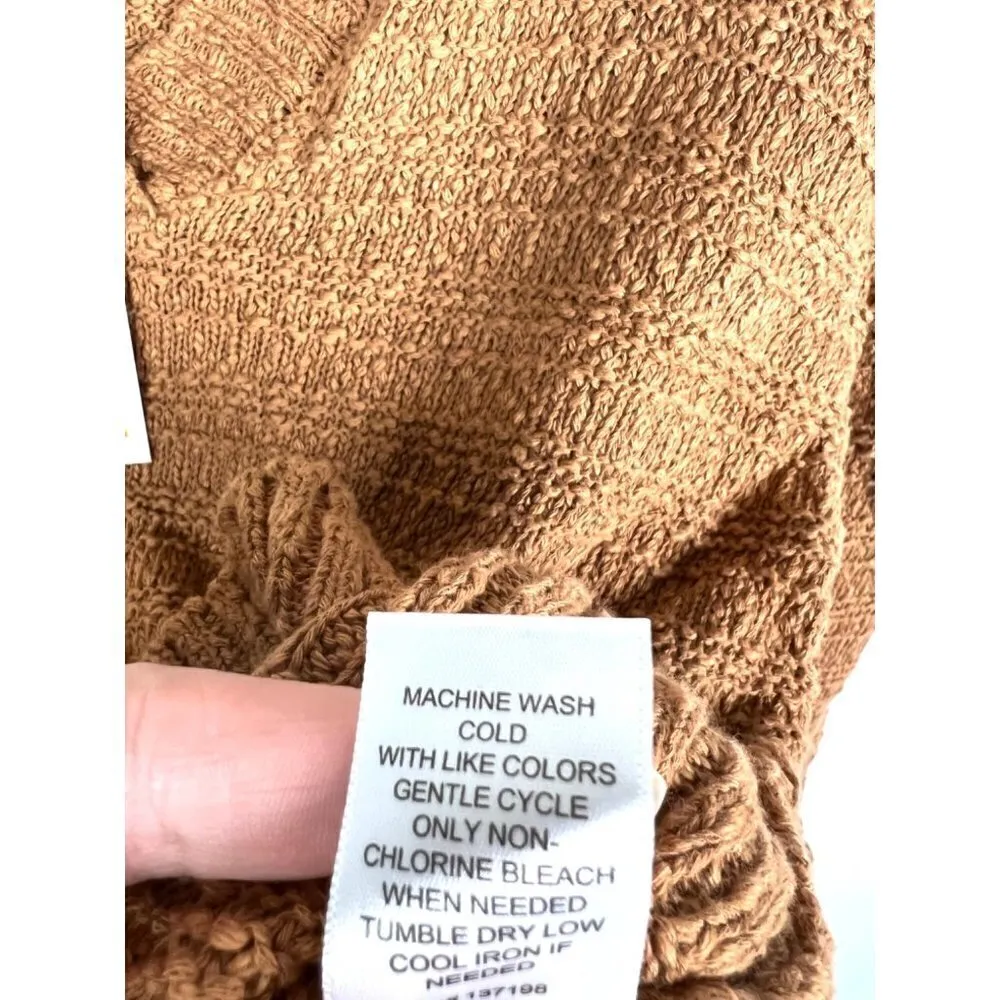 MACHINE WASH
COLD
WITH LIKE COLORS
GENTLE CYCLE
ONLY NON-
CHLORINE BLEACH
WHEN NEEDED
TUMBLE DRY LOW
COOL IRON IF
NEEDED
137198